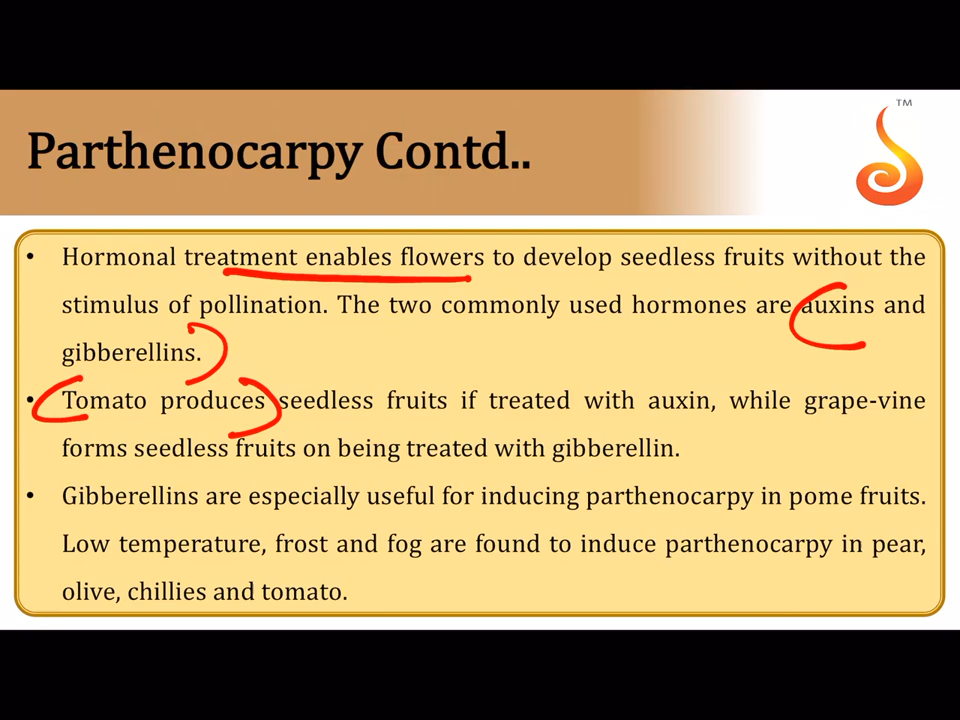 TM
Parthenocarpy Contd..
• Hormonal treatment enables flowers to develop seedless fruits without the
stimulus of pollination. The two commonly used hormones are auxins and
gibberellins.
• Tomato produces seedless fruits if treated with auxin, while grape-vine
forms seedless fruits on being treated with gibberellin.
• Gibberellins are especially useful for inducing parthenocarpy in pome fruits.
Low temperature, frost and fog are found to induce parthenocarpy in pear,
olive, chillies and tomato.